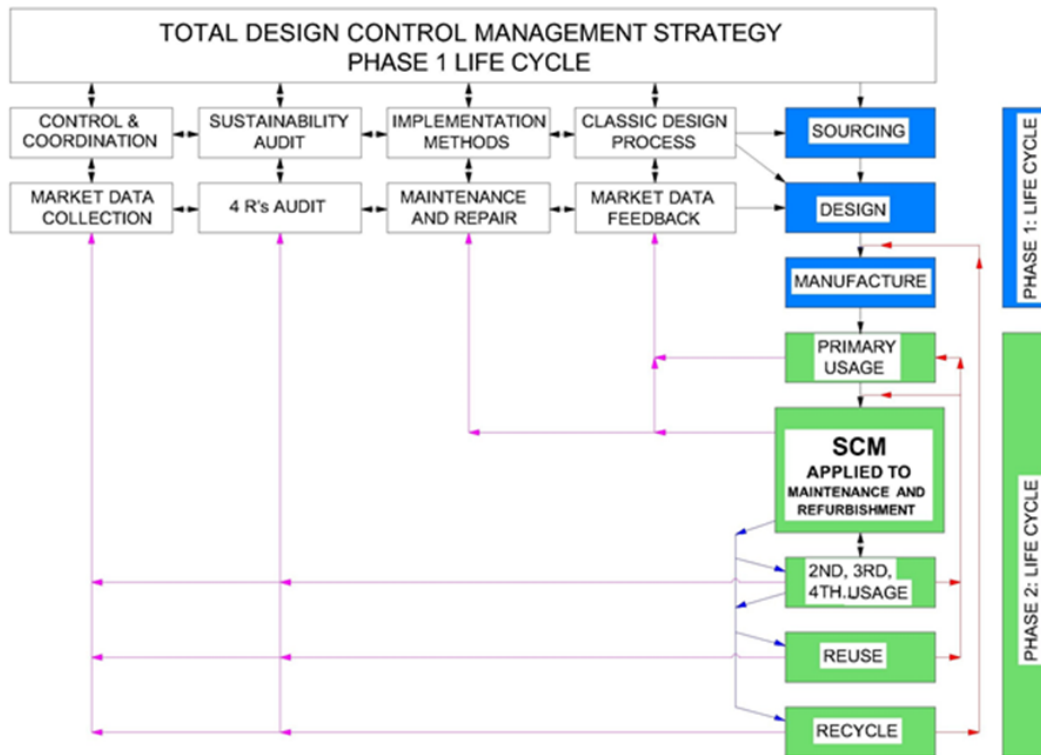 TOTAL DESIGN CONTROL MANAGEMENT STRATEGY
PHASE 1 LIFE CYCLE
CONTROL &
COORDINATION
SUSTAINABILITY
AUDIT
IMPLEMENTATION
METHODS
CLASSIC DESIGN
PROCESS
SOURCING
MARKET DATA
COLLECTION
4 R's AUDIT
MAINTENANCE
AND REPAIR
MARKET DATA
FEEDBACK
DESIGN
MANUFACTURE
PHASE 1: LIFE CYCLE
PRIMARY
USAGE
SCM
APPLIED TO
MAINTENANCE AND
REFURBISHMENT
2ND, 3RD,
4TH.USAGE
REUSE
RECYCLE
PHASE 2: LIFE CYCLE